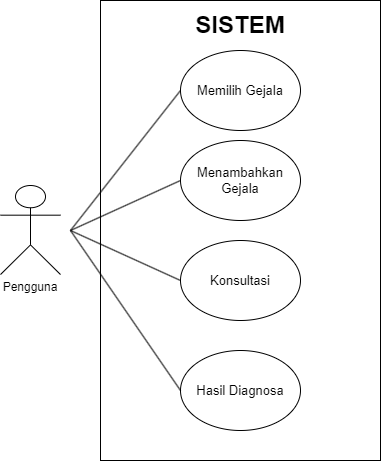 SISTEM
Memilih Gejala
Menambahkan
Gejala
Pengguna
Konsultasi
Hasil Diagnosa